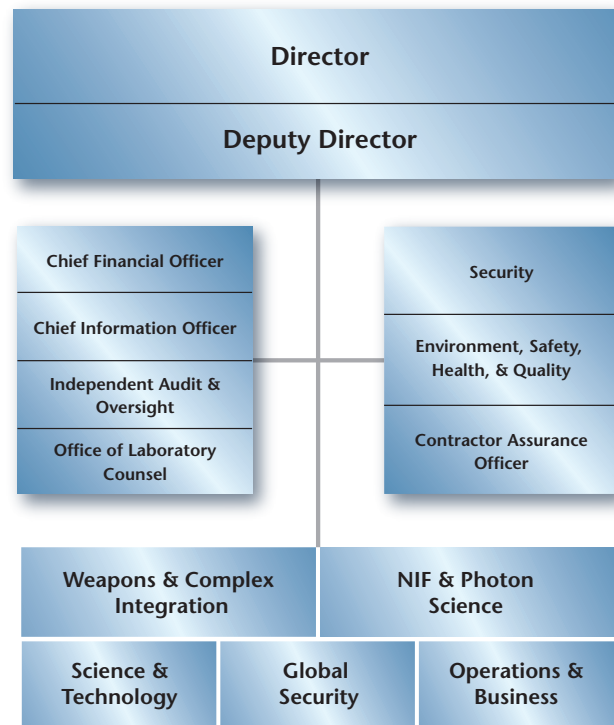 Director
Deputy Director
Chief Financial Officer
Chief Information Officer
Independent Audit &
Oversight
Office of Laboratory
Counsel
Security
Environment, Safety,
Health, & Quality
Contractor Assurance
Officer
Weapons & Complex
Integration
NIF & Photon
Science
Science &
Technology
Global
Security
Operations &
Business